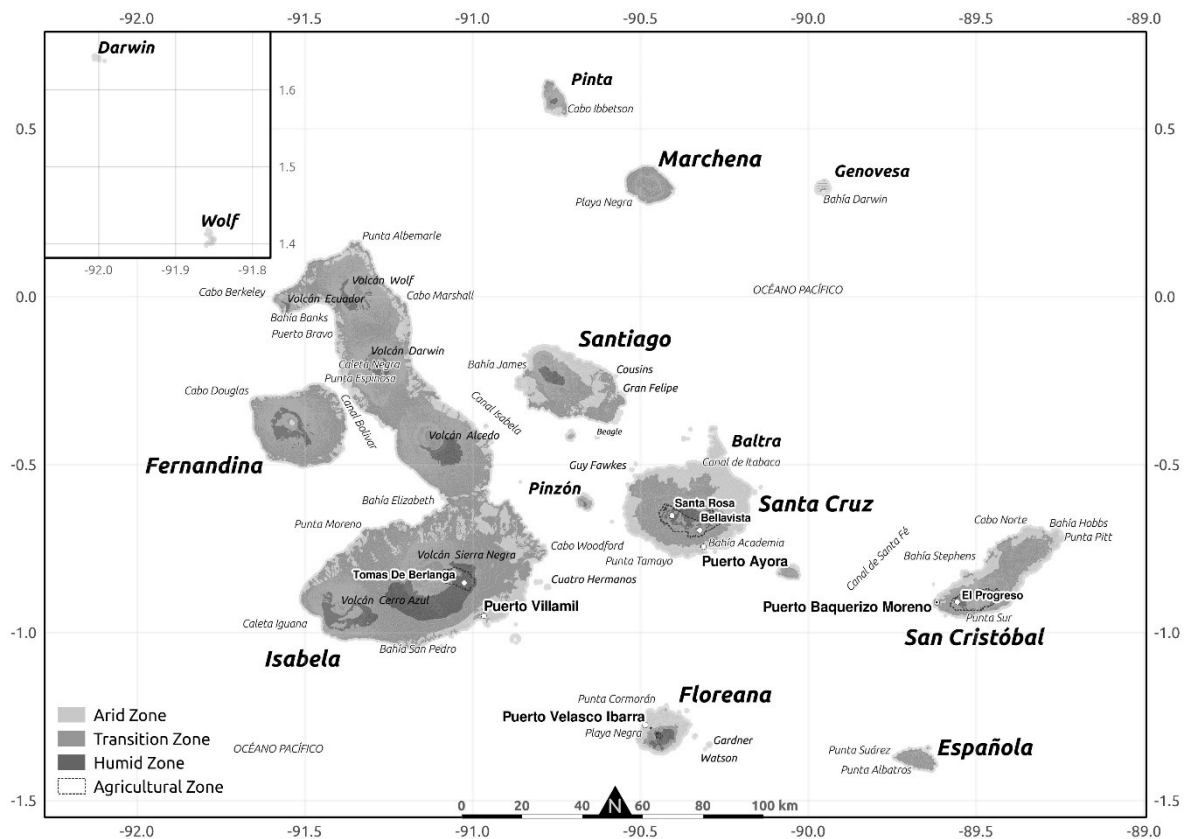 -92.0
-91.5
-91.0
-90.5
-90.0
-89.5
-89.0
Darwin
1.6
1.5
Wolf
1.4
-92.0
-91.9
-91.8
0.5
0.5
0.0
0.0
-0.5
-0.5
-1.0
-1.0
-1.5
-1.5
Pinta
Cabo Ibbetson
Marchena
Playa Negra
Genovesa
Bahía Darwin
Punta Albemarle
Volcán Wolf
Cabo Berkeley
Volcán Ecuador
Cabo Marshall
Bahía Banks
Puerto Bravo
OCÉANO PACÍFICO
Volcán Darwin
Caleta Negra
Punta Espinosa
Santiago
Bahía James
Cousins
Gran Felipe
Beagle
Cabo Douglas
Canal Bolívar
Canal Isabela
Volcán Alcedo
Fernandina
Baltra
Canal de Itabaca
Guy Fawkes
Pinzón
Santa Cruz
Santa Rosa
Bellavista
Bahía Academia
Punta Tamayo
Puerto Ayora
Bahía Elizabeth
Punta Moreno
Volcán Sierra Negra
Cabo Woodford
Tomas De Berlanga
Cuatro Hermanos
Volcán Cerro Azul
Puerto Villamil
Caleta Iguana
Bahía San Pedro
Isabela
Canal de Santa Fé
Cabo Norte
Bahía Hobbs
Punta Pitt
Bahía Stephens
El Progreso
Puerto Baquerizo Moreno
Punta Sur
San Cristóbal
Floreana
Punta Cormorán
Puerto Velasco Ibarra
Playa Negra
Gardner
Watson
Punta Suárez
Española
Punta Albatros
Arid Zone
Transition Zone
Humid Zone
Agricultural Zone
OCÉANO PACÍFICO
N
0 20 40 60 80 100 km
-92.0
-91.5
-91.0
-90.5
-90.0
-89.5
-89.0